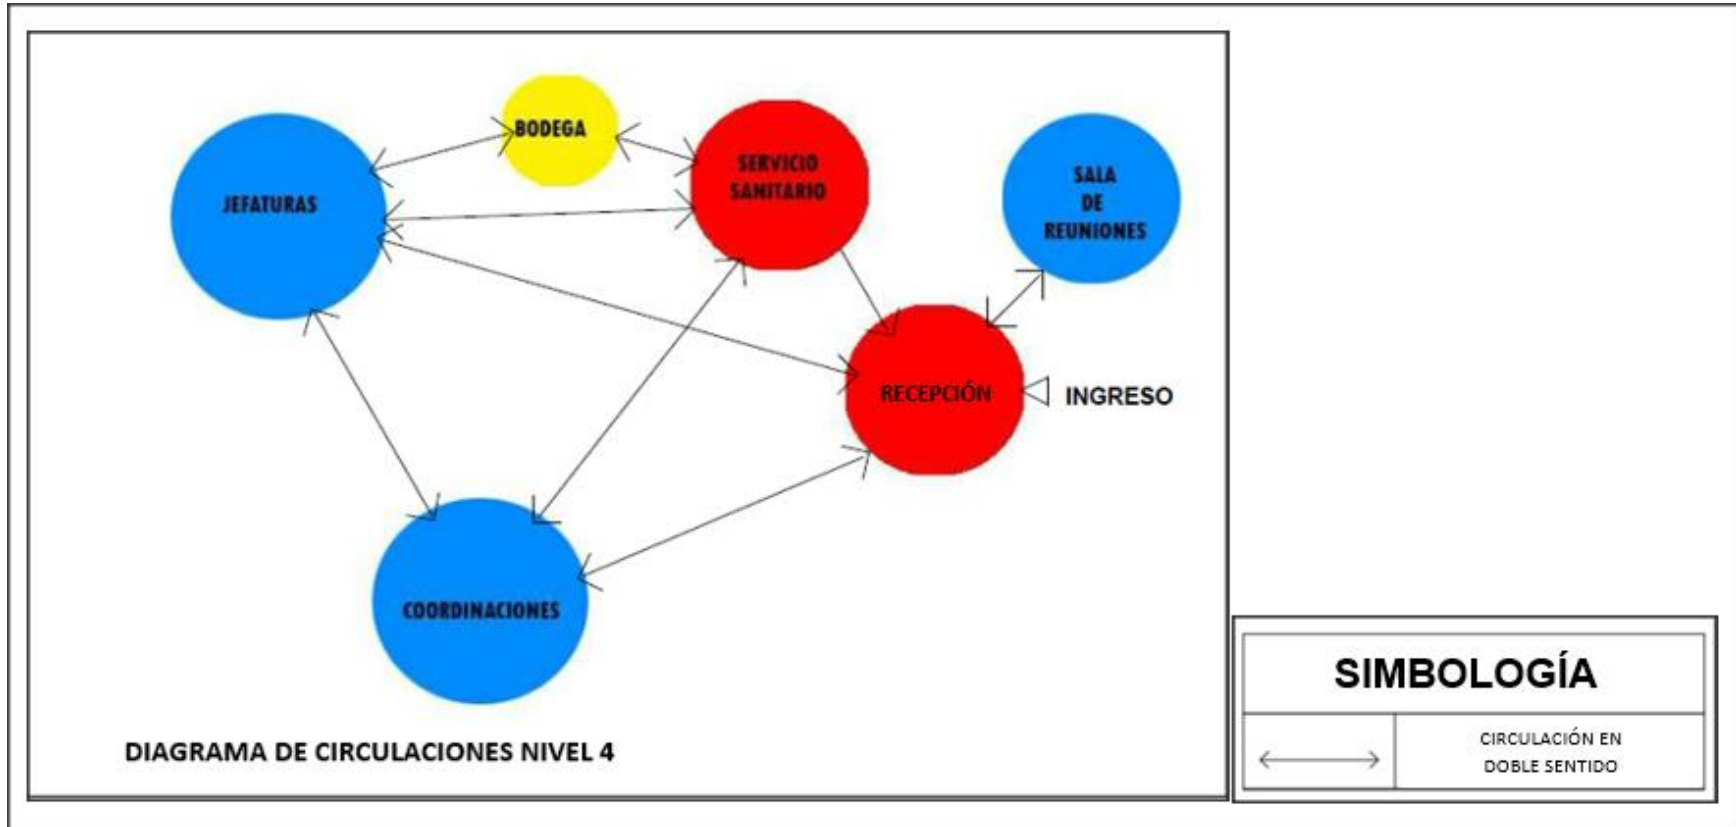 BODEGA
SERVICIO
SANITARIO
SALA
DE
REUNIONES
JEFATURAS
RECEPCIÓN
INGRESO
COORDINACIONES
DIAGRAMA DE CIRCULACIONES NIVEL 4
SIMBOLOGÍA
CIRCULACIÓN EN
DOBLE SENTIDO